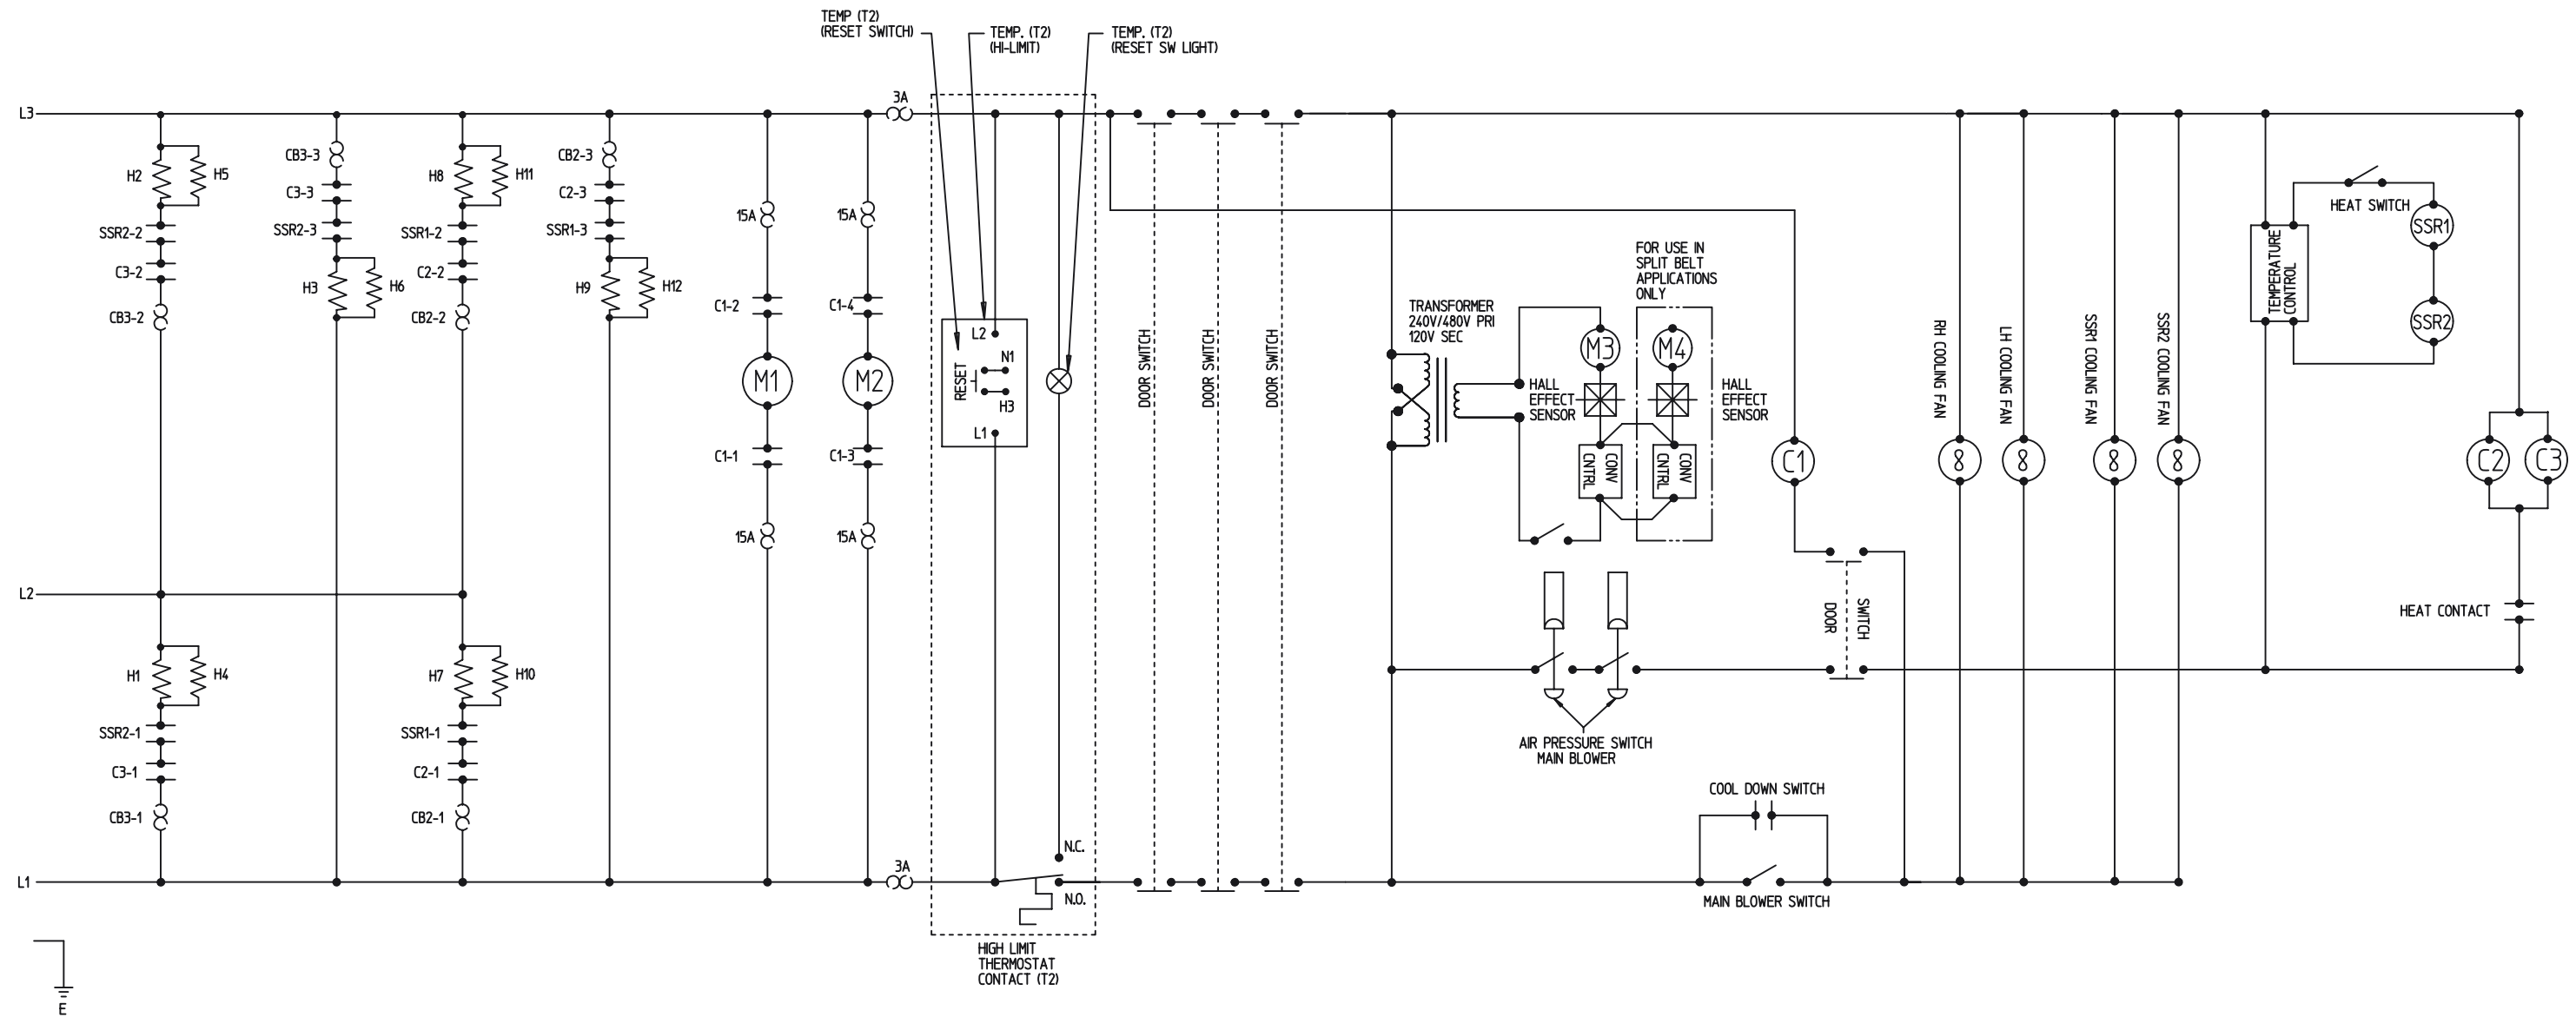 TEMP (T2)
(RESET SWITCH)
TEMP. (T2)
(HI-LIMIT)
TEMP. (T2)
(RESET SW LIGHT)
3A
L3
H2
H5
SSR2-2
C3-2
CB3-2
CB3-3
C3-3
SSR2-3
H3
H6
H8
H11
SSR1-2
C2-2
CB2-2
CB2-3
C2-3
SSR1-3
H9
H12
15A
C1-2
M1
C1-1
15A
15A
C1-4
M2
C1-3
15A
L2
N1
RESET
H3
L1
DOOR SWITCH
DOOR SWITCH
DOOR SWITCH
TRANSFORMER
240V/480V PRI
120V SEC
FOR USE IN
SPLIT BELT
APPLICATIONS
ONLY
M3
M4
HALL
EFFECT
SENSOR
HALL
EFFECT
SENSOR
CONV
CNTRL
CONV
CNTRL
C1
RH COOLING FAN
LH COOLING FAN
SSR1 COOLING FAN
SSR2 COOLING FAN
TEMPERATURE
CONTROL
HEAT SWITCH
SSR1
SSR2
C2
C3
HEAT CONTACT
SWITCH
DOOR
AIR PRESSURE SWITCH
MAIN BLOWER
COOL DOWN SWITCH
MAIN BLOWER SWITCH
L2
H1
H4
SSR2-1
C3-1
CB3-1
H7
H10
SSR1-1
C2-1
CB2-1
L1
3A
N.C.
N.O.
HIGH LIMIT
THERMOSTAT
CONTACT (T2)
E